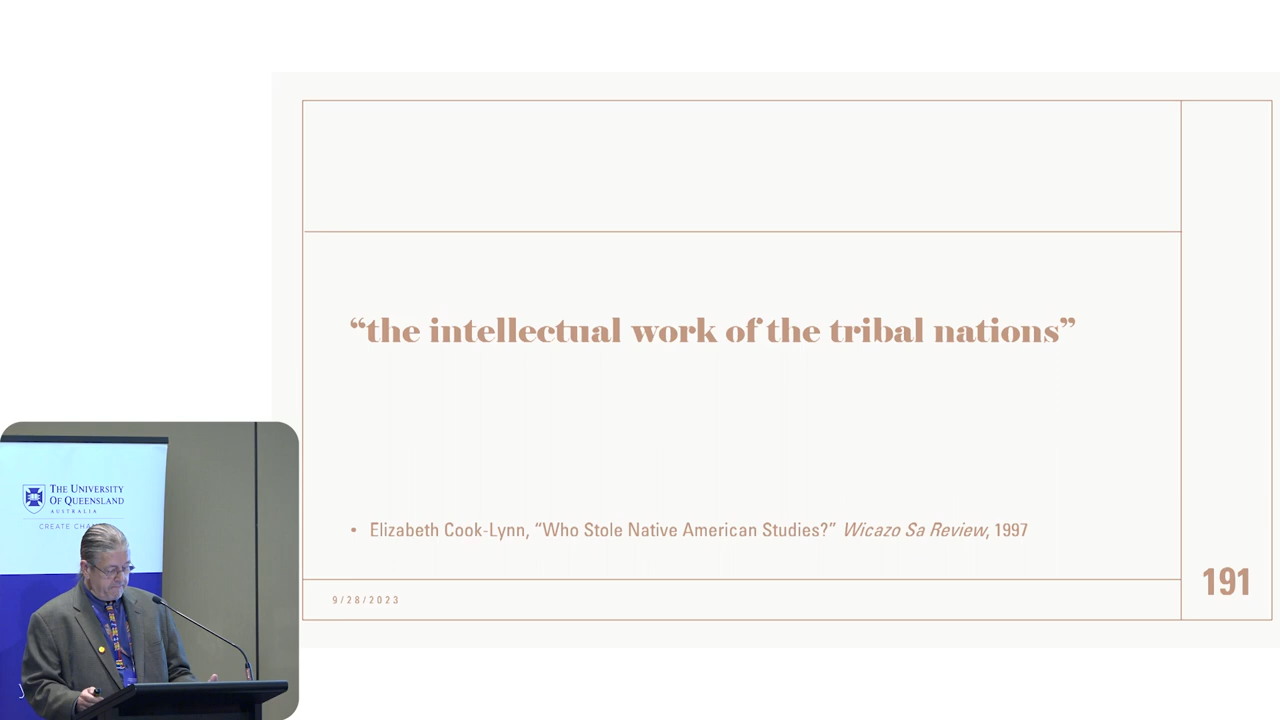 “the intellectual work of the tribal nations”
• Elizabeth Cook-Lynn, “Who Stole Native American Studies?” Wicazo Sa Review, 1997
9/28/2023
191
THE UNIVERSITY
OF QUEENSLAND
AUSTRALIA